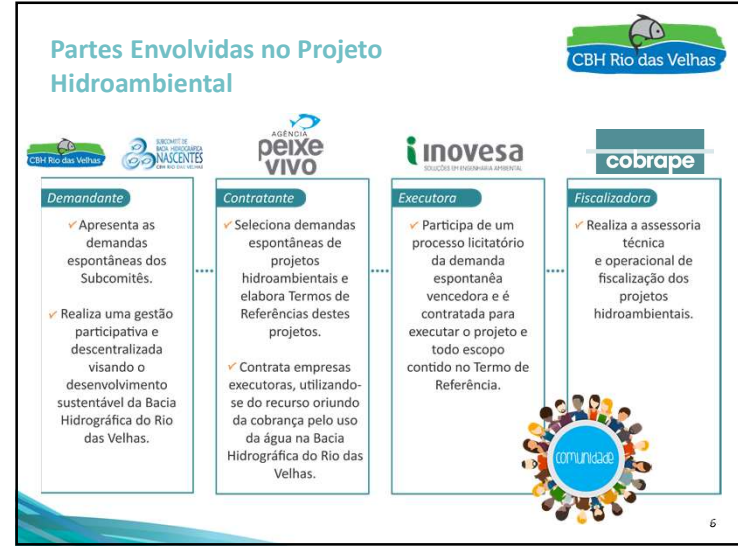 Partes Envolvidas no Projeto
Hidroambiental
CBH Rio das Velhas
CBH Rio das Velhas
SUBCOMITÊ DE
BACIA HIDROGRÁFICA
NASCENTES
CBH RIO DAS VELHAS
AGÊNCIA
PEIXE
VIVO
inovesa
SOLUÇÕES EM ENGENHARIA AMBIENTAL
cobrape
Demandante
✓Apresenta as
demandas
espontâneas dos
Subcomitês.
✓ Realiza uma gestão
participativa e
descentralizada
visando o
desenvolvimento
sustentável da Bacia
Hidrográfica do Rio
das Velhas.
Contratante
✓Seleciona demandas
espontâneas de
projetos
hidroambientais e
elabora Termos de
Referências destes
projetos.
✓ Contrata empresas
executoras, utilizando-
se do recurso oriundo
da cobrança pelo uso
da água na Bacia
Hidrográfica do Rio das
Velhas.
Executora
✓ Participa de um
processo licitatório
da demanda
espontanêa
vencedora e é
contratada para
executar o projeto e
todo escopo
contido no Termo de
Referência.
Fiscalizadora
✓ Realiza a assessoria
técnica
e operacional de
fiscalização dos
projetos
hidroambientais.
comunidade
6